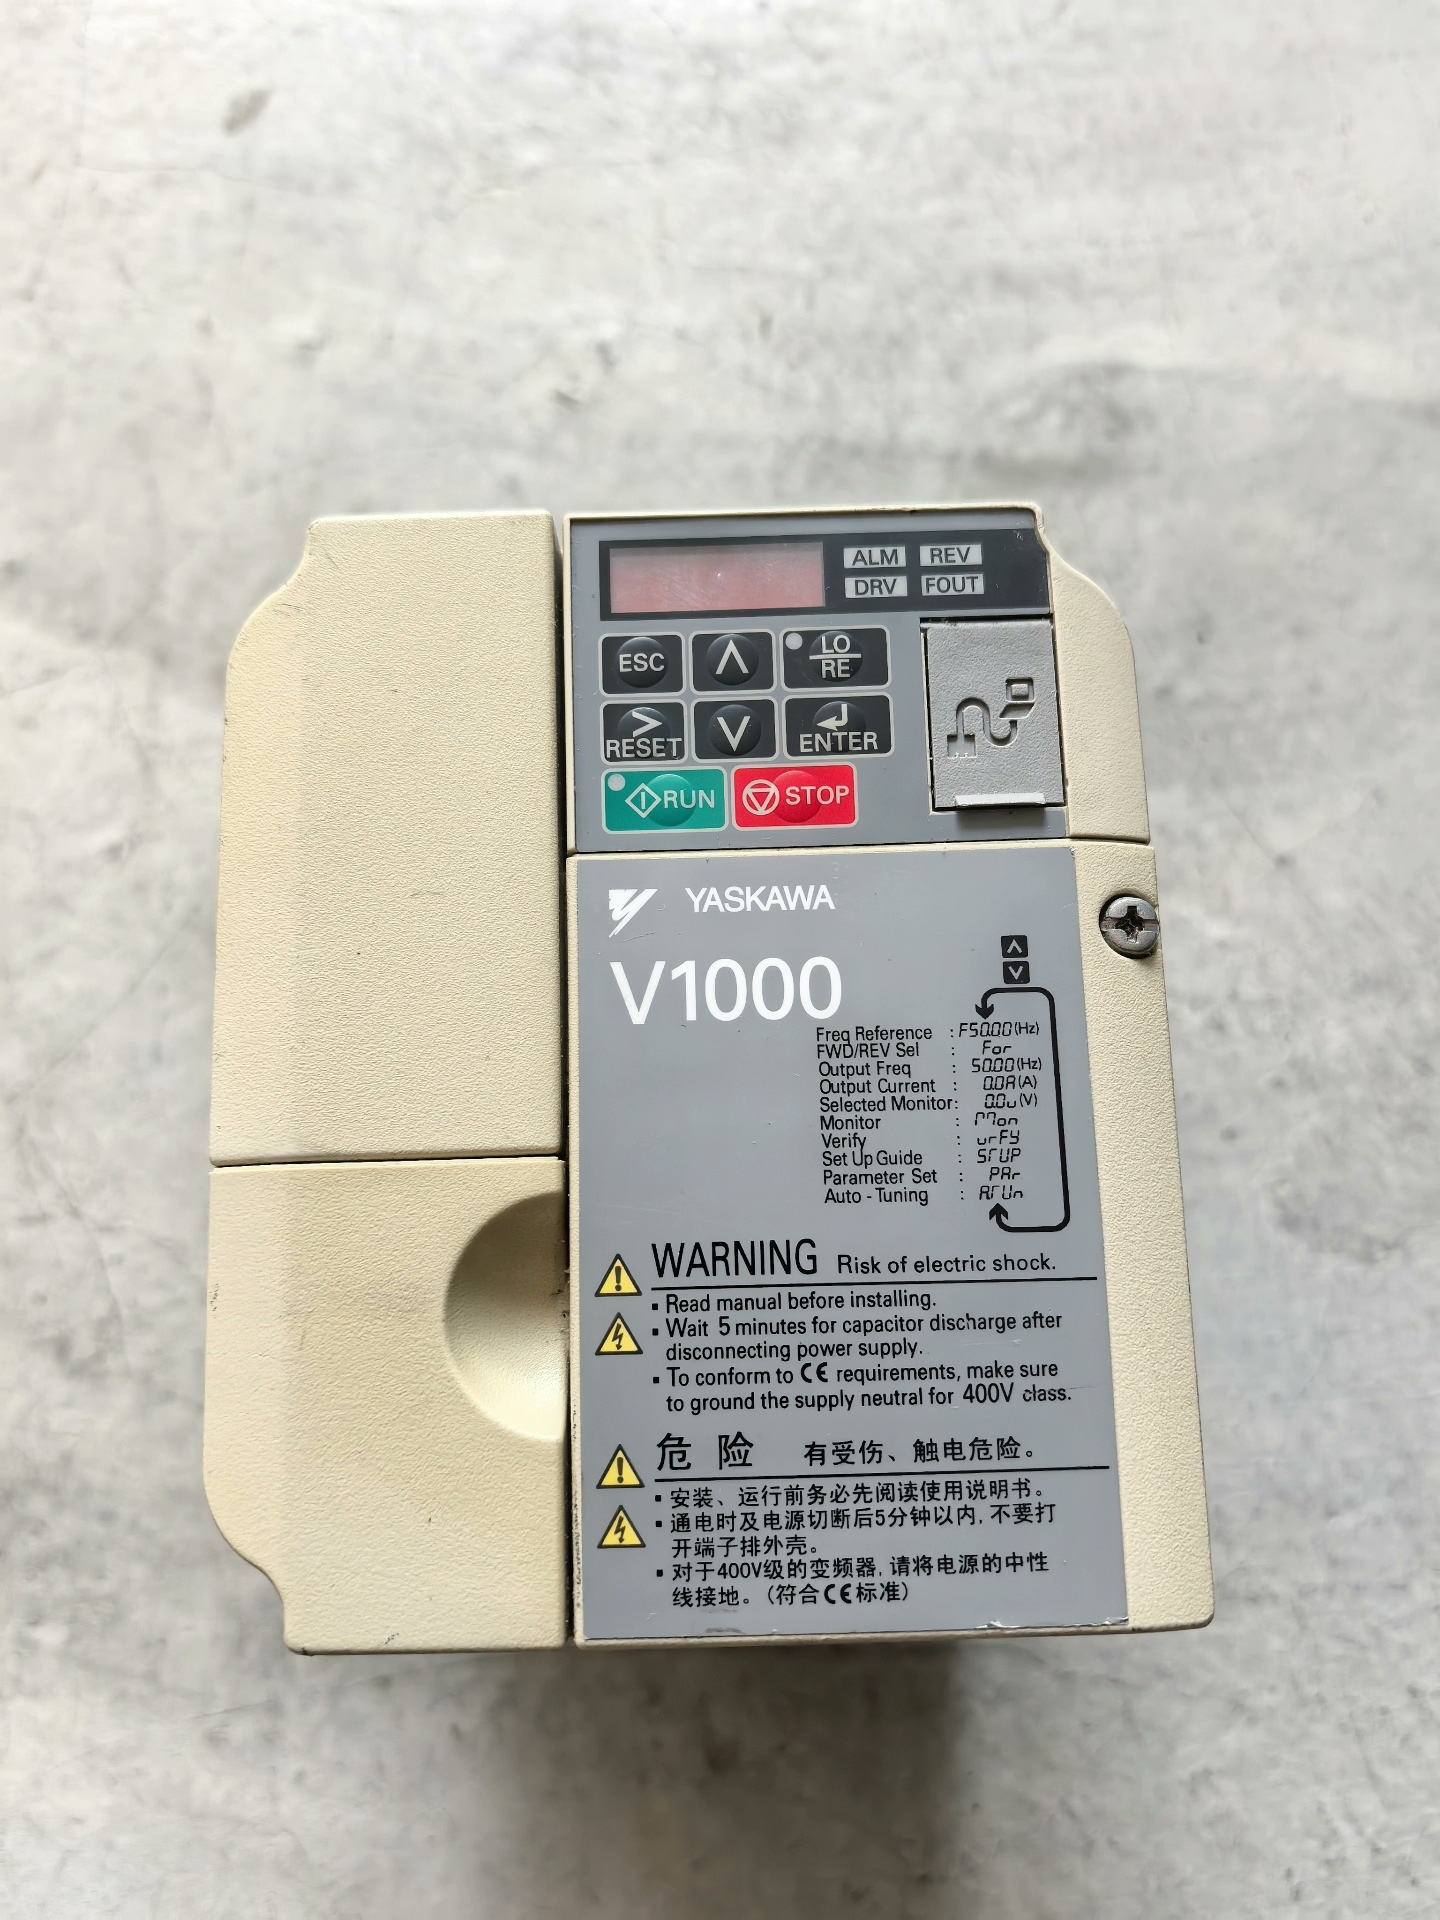 ALM REV
DRV FOUT
ESC
LO
RE
RESET
ENTER
RUN
STOP
YASKAWA
V1000
Freq Reference : F50.00 (Hz)
FWD/REV Sel : For
Output Freq : 50.00 (Hz)
Output Current : 0.0A (A)
Selected Monitor: 0.0v (V)
Monitor : Mon
Verify : vrFY
Set Up Guide : STUP
Parameter Set : PAr
Auto - Tuning : ATUn
WARNING Risk of electric shock.
▪ Read manual before installing.
▪ Wait 5 minutes for capacitor discharge after
disconnecting power supply.
▪ To conform to CE requirements, make sure
to ground the supply neutral for 400V class.
危 险 有受伤、触电危险。
▪ 安装、运行前务必先阅读使用说明书。
▪ 通电时及电源切断后5分钟以内, 不要打
开端子排外壳。
▪ 对于400V级的变频器, 请将电源的中性
线接地。(符合CE标准)